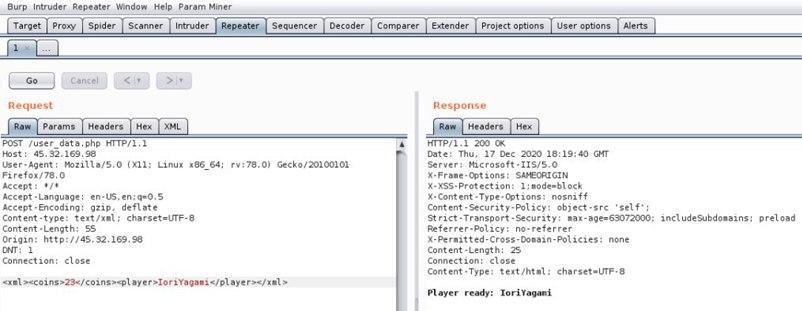 Burp Intruder Repeater Window Help Param Miner
Target Proxy Spider Scanner Intruder Repeater Sequencer Decoder Comparer Extender Project options User options Alerts
1 × ...
Go Cancel < | ▾ > | ▾
Request
Raw Params Headers Hex XML
POST /user_data.php HTTP/1.1
Host: 45.32.169.98
User-Agent: Mozilla/5.0 (X11; Linux x86_64; rv:78.0) Gecko/20100101
Firefox/78.0
Accept: */*
Accept-Language: en-US,en;q=0.5
Accept-Encoding: gzip, deflate
Content-type: text/xml; charset=UTF-8
Content-Length: 55
Origin: http://45.32.169.98
DNT: 1
Connection: close
<xml><coins>23</coins><player>IoriYagami</player></xml>
Response
Raw Headers Hex
HTTP/1.1 200 OK
Date: Thu, 17 Dec 2020 18:19:40 GMT
Server: Microsoft-IIS/5.0
X-Frame-Options: SAMEORIGIN
X-XSS-Protection: 1;mode=block
X-Content-Type-Options: nosniff
Content-Security-Policy: object-src 'self';
Strict-Transport-Security: max-age=63072000; includeSubdomains; preload
Referrer-Policy: no-referrer
X-Permitted-Cross-Domain-Policies: none
Content-Length: 25
Connection: close
Content-Type: text/html; charset=UTF-8
Player ready: IoriYagami